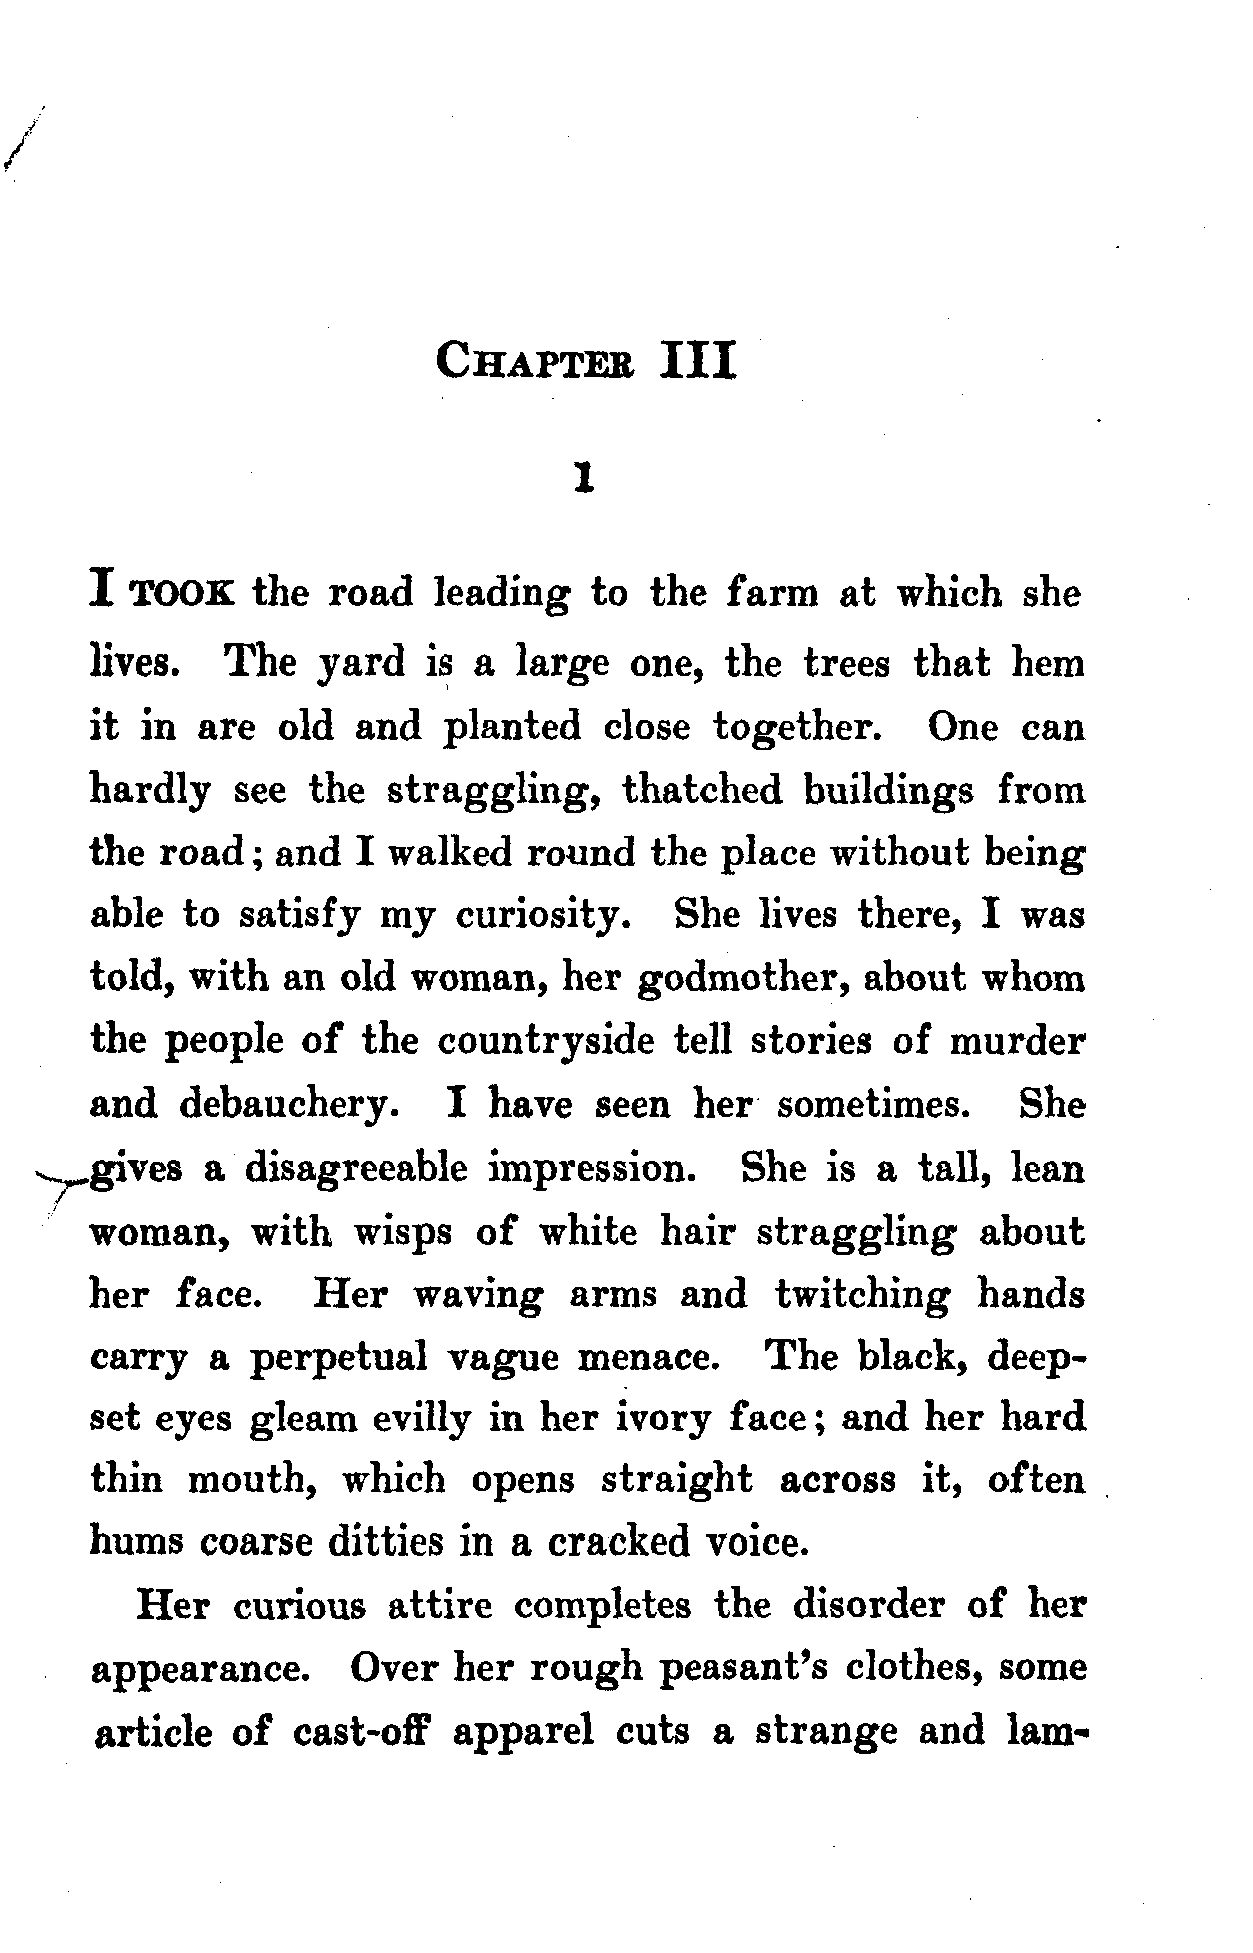 CHAPTER III
1
I TOOK the road leading to the farm at which she
lives. The yard is a large one, the trees that hem
it in are old and planted close together. One can
hardly see the straggling, thatched buildings from
the road; and I walked round the place without being
able to satisfy my curiosity. She lives there, I was
told, with an old woman, her godmother, about whom
the people of the countryside tell stories of murder
and debauchery. I have seen her sometimes. She
gives a disagreeable impression. She is a tall, lean
woman, with wisps of white hair straggling about
her face. Her waving arms and twitching hands
carry a perpetual vague menace. The black, deep-
set eyes gleam evilly in her ivory face; and her hard
thin mouth, which opens straight across it, often
hums coarse ditties in a cracked voice.
Her curious attire completes the disorder of her
appearance. Over her rough peasant's clothes, some
article of cast-off apparel cuts a strange and lam-